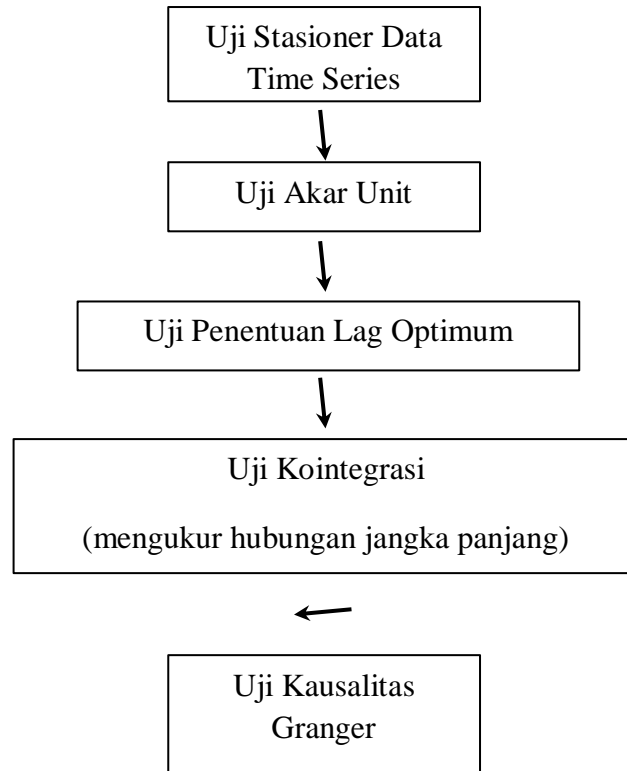 Uji Stasioner Data
Time Series
Uji Akar Unit
Uji Penentuan Lag Optimum
Uji Kointegrasi
(mengukur hubungan jangka panjang)
Uji Kausalitas
Granger